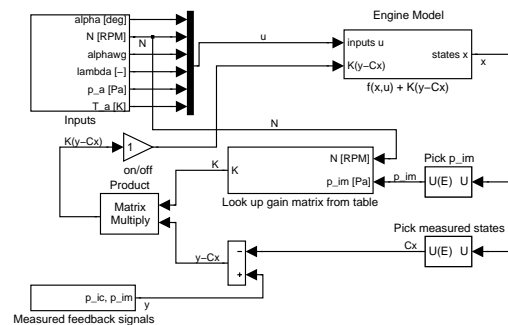 Engine Model
alpha [deg]
N [RPM]
N
alphawg
lambda [−]
p_a [Pa]
T_a [K]
Inputs
u
inputs u
K(y−Cx)
states x
x
f(x,u) + K(y−Cx)
N
K(y−Cx)
1
on/off
K
K
N [RPM]
p_im [Pa]
Look up gain matrix from table
p_im
Pick p_im
U(E) U
Product
Matrix
Multiply
Pick measured states
Cx
U(E) U
y−Cx
−
+
p_ic, p_im
y
Measured feedback signals